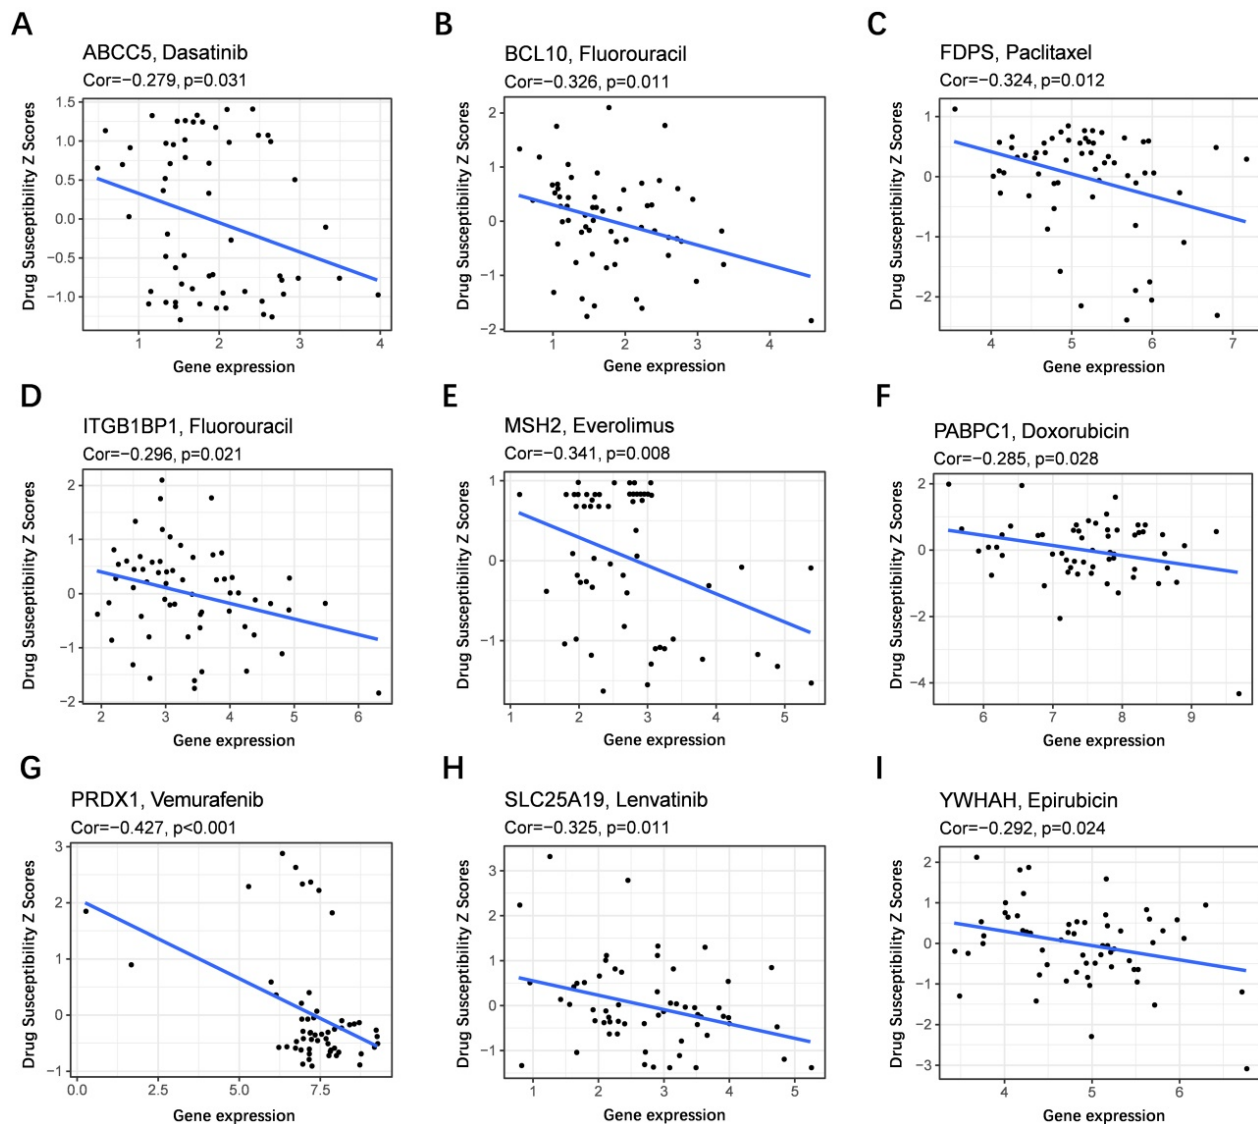 A
ABCC5, Dasatinib
Cor=−0.279, p=0.031
Drug Susceptibility Z Scores
1.5
1.0
0.5
0.0
−0.5
−1.0
1 2 3 4
Gene expression
B
BCL10, Fluorouracil
Cor=−0.326, p=0.011
Drug Susceptibility Z Scores
2
1
0
−1
−2
1 2 3 4
Gene expression
C
FDPS, Paclitaxel
Cor=−0.324, p=0.012
Drug Susceptibility Z Scores
1
0
−1
−2
4 5 6 7
Gene expression
D
ITGB1BP1, Fluorouracil
Cor=−0.296, p=0.021
Drug Susceptibility Z Scores
2
1
0
−1
−2
2 3 4 5 6
Gene expression
E
MSH2, Everolimus
Cor=−0.341, p=0.008
Drug Susceptibility Z Scores
1
0
−1
1 2 3 4 5
Gene expression
F
PABPC1, Doxorubicin
Cor=−0.285, p=0.028
Drug Susceptibility Z Scores
2
0
−2
−4
6 7 8 9
Gene expression
G
PRDX1, Vemurafenib
Cor=−0.427, p<0.001
Drug Susceptibility Z Scores
3
2
1
0
−1
0.0 2.5 5.0 7.5
Gene expression
H
SLC25A19, Lenvatinib
Cor=−0.325, p=0.011
Drug Susceptibility Z Scores
3
2
1
0
−1
1 2 3 4 5
Gene expression
I
YWHAH, Epirubicin
Cor=−0.292, p=0.024
Drug Susceptibility Z Scores
2
1
0
−1
−2
−3
4 5 6
Gene expression